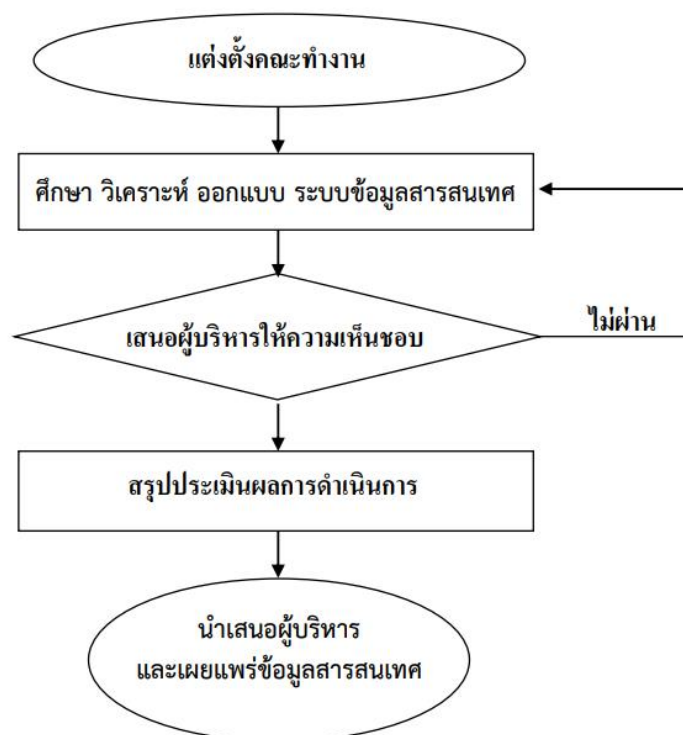 แต่งตั้งคณะทำงาน
ศึกษา วิเคราะห์ ออกแบบ ระบบข้อมูลสารสนเทศ
เสนอผู้บริหารให้ความเห็นชอบ
ไม่ผ่าน
สรุปประเมินผลการดำเนินการ
นำเสนอผู้บริหาร
และเผยแพร่ข้อมูลสารสนเทศ